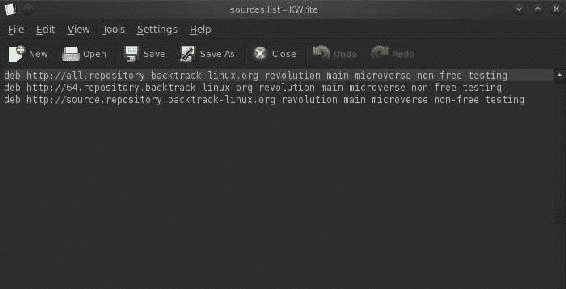 sources.list - KWrite
File Edit View Tools Settings Help
New Open Save Save As Close Undo Redo
deb http://all.repository.backtrack-linux.org revolution main microverse non-free testing
deb http://64.repository.backtrack-linux.org revolution main microverse non-free testing
deb http://source.repository.backtrack-linux.org revolution main microverse non-free testing